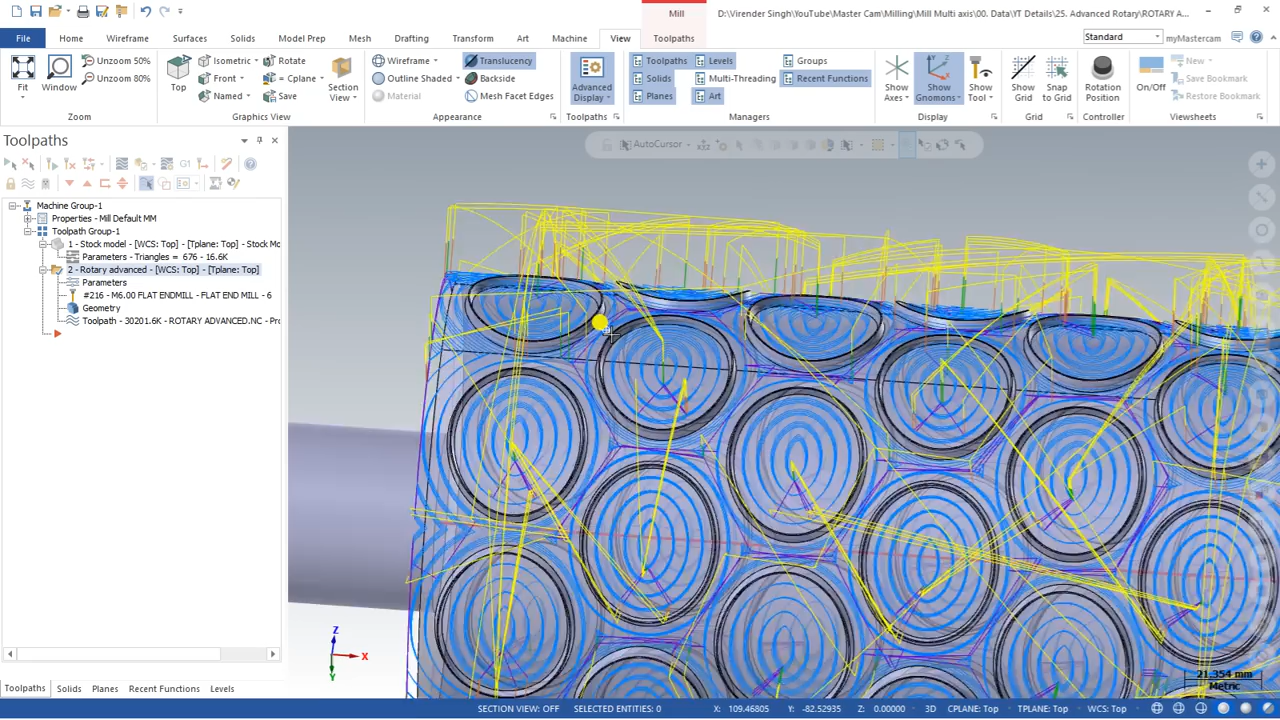 Mill
D:\Virender Singh\YouTube\Master Cam\Milling\Mill Multi axis\00. Data\YT Details\25. Advanced Rotary\ROTARY A...
File
Home
Wireframe
Surfaces
Solids
Model Prep
Mesh
Drafting
Transform
Art
Machine
View
Toolpaths
Standard
myMastercam
Fit
Window
Unzoom 50%
Unzoom 80%
Zoom
Top
Isometric
Front
Named
Rotate
= Cplane
Save
Section
View
Graphics View
Wireframe
Outline Shaded
Material
Translucency
Backside
Mesh Facet Edges
Appearance
Advanced
Display
Toolpaths
Toolpaths
Solids
Planes
Levels
Multi-Threading
Art
Groups
Recent Functions
Managers
Show
Axes
Show
Gnomons
Show
Tool
Display
Show
Grid
Snap
to Grid
Grid
Rotation
Position
Controller
On/Off
New
Save Bookmark
Restore Bookmark
Viewsheets
Toolpaths
G1
AutoCursor
Machine Group-1
Properties - Mill Default MM
Toolpath Group-1
1 - Stock model - [WCS: Top] - [Tplane: Top] - Stock Mo
Parameters - Triangles = 676 - 16.6K
2 - Rotary advanced - [WCS: Top] - [Tplane: Top]
Parameters
#216 - M6.00 FLAT ENDMILL - FLAT END MILL - 6
Geometry
Toolpath - 30201.6K - ROTARY ADVANCED.NC - Pro
Z
X
Y
21.354 mm
Metric
Toolpaths
Solids
Planes
Recent Functions
Levels
SECTION VIEW: OFF
SELECTED ENTITIES: 0
X: 109.46805
Y: -82.52935
Z: 0.00000
3D
CPLANE: Top
TPLANE: Top
WCS: Top